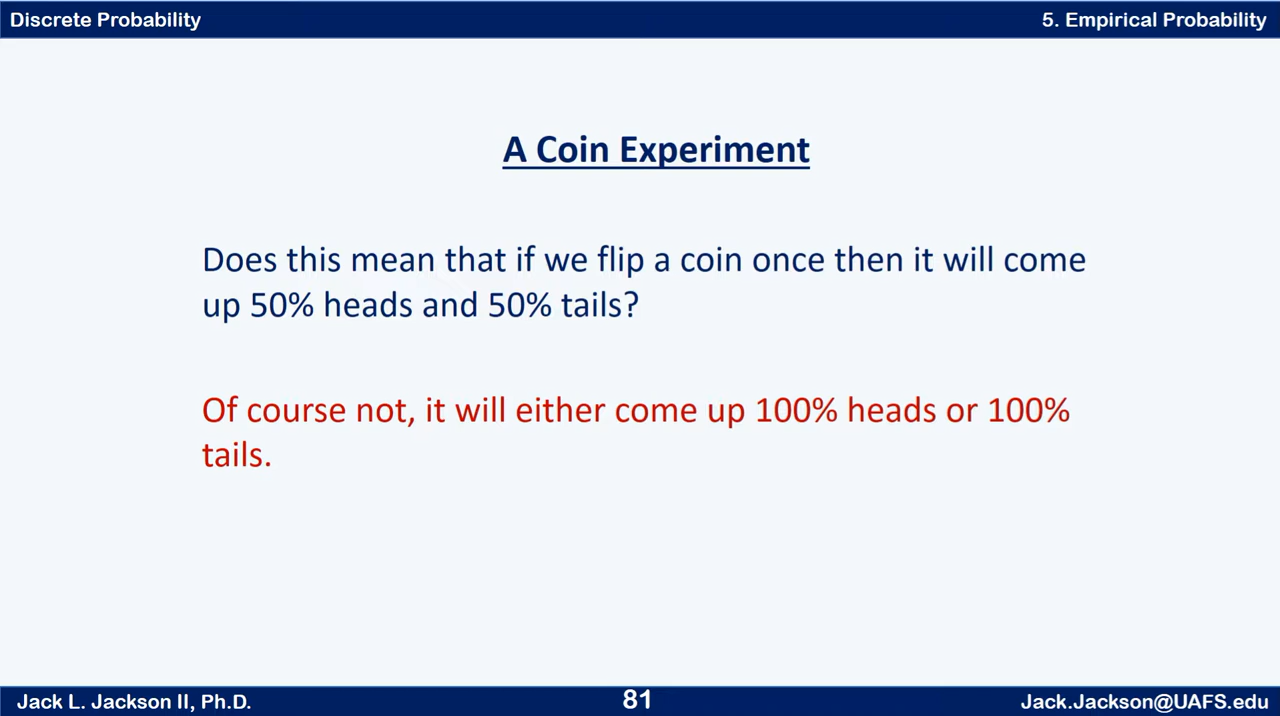 Discrete Probability
5. Empirical Probability
A Coin Experiment
Does this mean that if we flip a coin once then it will come
up 50% heads and 50% tails?
Of course not, it will either come up 100% heads or 100%
tails.
Jack L. Jackson II, Ph.D.
81
Jack.Jackson@UAFS.edu